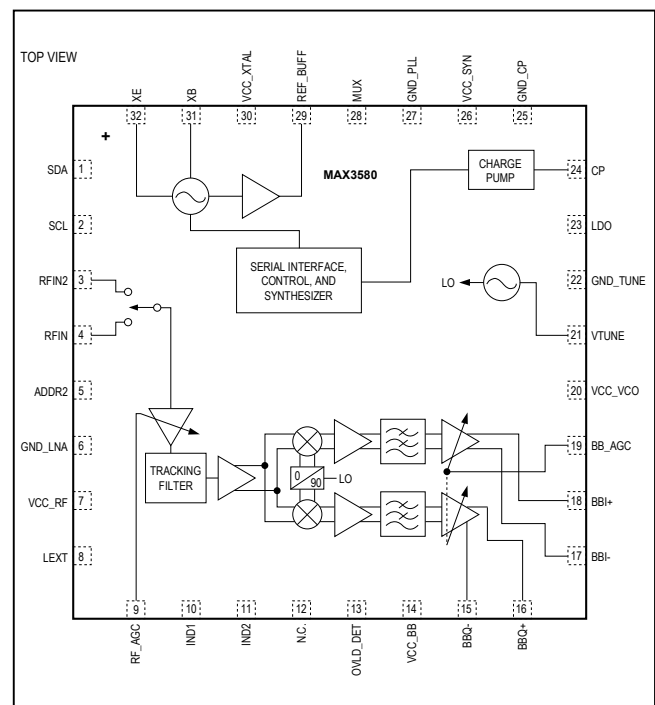 TOP VIEW
XE
XB
VCC_XTAL
REF_BUFF
MUX
GND_PLL
VCC_SYN
GND_CP
32
31
30
29
28
27
26
25
+
MAX3580
SDA
1
SCL
2
RFIN2
3
RFIN
4
ADDR2
5
GND_LNA
6
VCC_RF
7
LEXT
8
CHARGE
PUMP
24
CP
23
LDO
22
GND_TUNE
21
VTUNE
20
VCC_VCO
19
BB_AGC
18
BBI+
17
BBI-
SERIAL INTERFACE,
CONTROL, AND
SYNTHESIZER
LO
TRACKING
FILTER
0
90
LO
9
10
11
12
13
14
15
16
RF_AGC
IND1
IND2
N.C.
OVLD_DET
VCC_BB
BBQ-
BBQ+